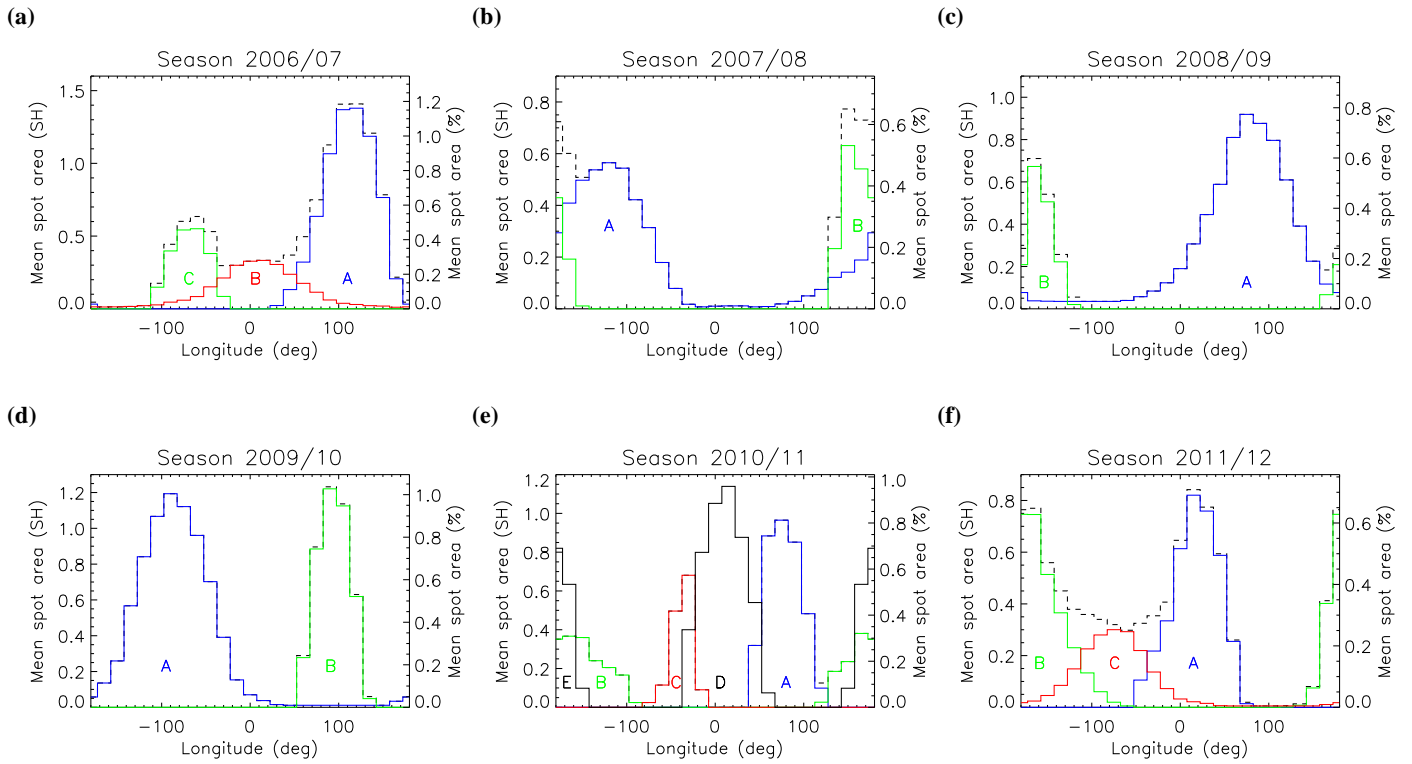 (a)
Season 2006/07
Mean spot area (SH)
1.5
1.0
0.5
0.0
C
B
A
1.2
1.0
0.8
0.6
0.4
0.2
0.0
Mean spot area (%)
−100 0 100
Longitude (deg)
(b)
Season 2007/08
Mean spot area (SH)
0.8
0.6
0.4
0.2
0.0
A
B
0.6
0.4
0.2
0.0
Mean spot area (%)
−100 0 100
Longitude (deg)
(c)
Season 2008/09
Mean spot area (SH)
1.0
0.8
0.6
0.4
0.2
0.0
B
A
0.8
0.6
0.4
0.2
0.0
Mean spot area (%)
−100 0 100
Longitude (deg)
(d)
Season 2009/10
Mean spot area (SH)
1.2
1.0
0.8
0.6
0.4
0.2
0.0
A
B
1.0
0.8
0.6
0.4
0.2
0.0
Mean spot area (%)
−100 0 100
Longitude (deg)
(e)
Season 2010/11
Mean spot area (SH)
1.2
1.0
0.8
0.6
0.4
0.2
0.0
E
B
C
D
A
1.0
0.8
0.6
0.4
0.2
0.0
Mean spot area (%)
−100 0 100
Longitude (deg)
(f)
Season 2011/12
Mean spot area (SH)
0.8
0.6
0.4
0.2
0.0
B
C
A
0.6
0.4
0.2
0.0
Mean spot area (%)
−100 0 100
Longitude (deg)